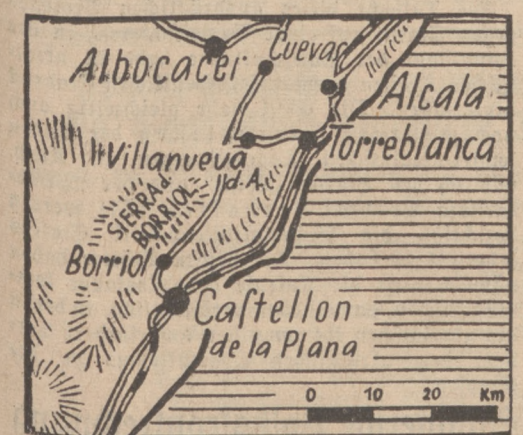 Albocacer
Cuevas
Alcala
Torreblanca
Villanueva
d. A.
SIERRA d.
BORRIOL
Borriol
Caſtellon
de la Plana
0 10 20 Km